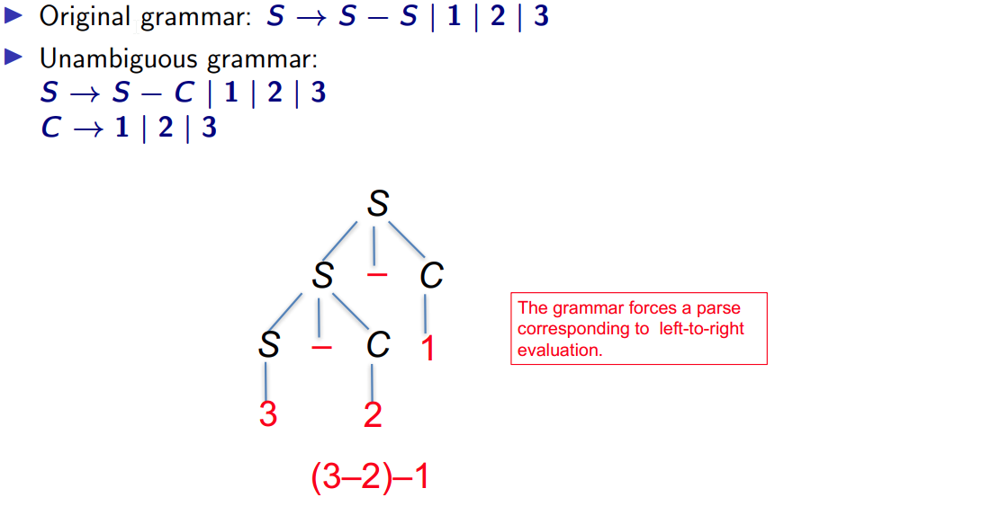 ▶ Original grammar: S → S − S | 1 | 2 | 3
▶ Unambiguous grammar:
S → S − C | 1 | 2 | 3
C → 1 | 2 | 3
S
S – C
S – C 1
3 2
(3–2)–1
The grammar forces a parse
corresponding to left-to-right
evaluation.